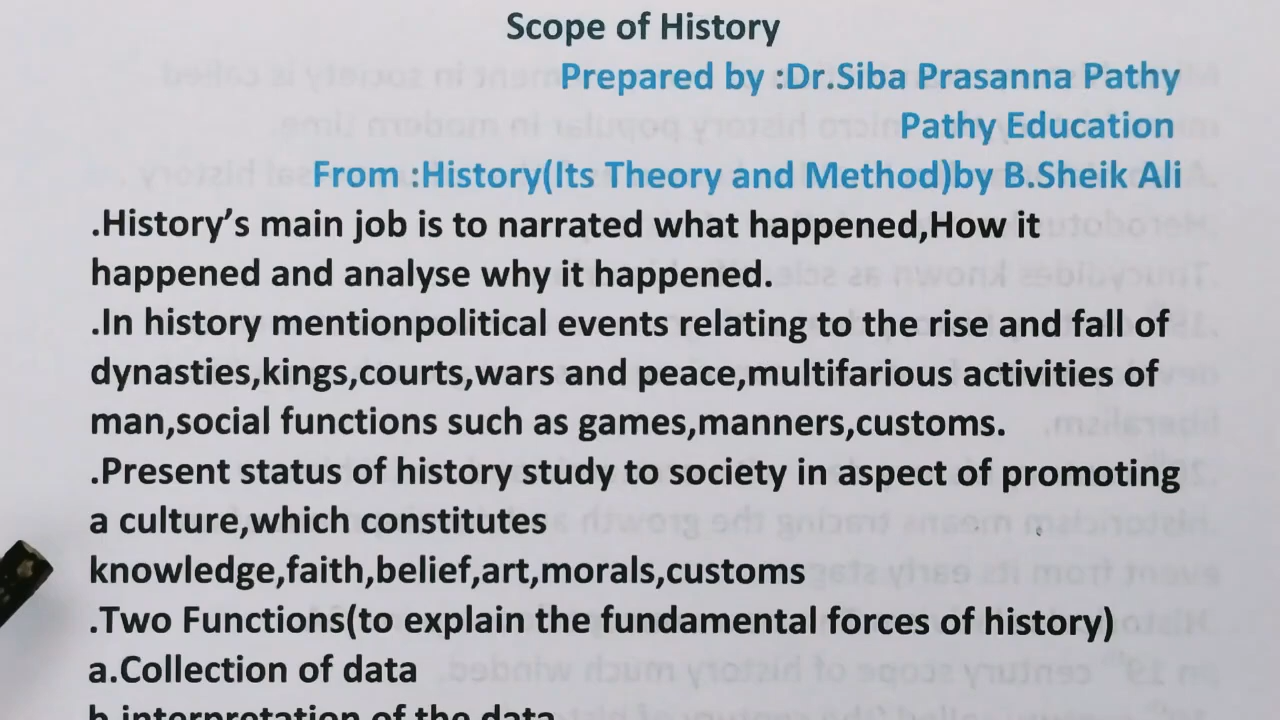 Scope of History
Prepared by :Dr.Siba Prasanna Pathy
Pathy Education
From :History(Its Theory and Method)by B.Sheik Ali
.History's main job is to narrated what happened,How it
happened and analyse why it happened.
.In history mentionpolitical events relating to the rise and fall of
dynasties,kings,courts,wars and peace,multifarious activities of
man,social functions such as games,manners,customs.
.Present status of history study to society in aspect of promoting
a culture,which constitutes
knowledge,faith,belief,art,morals,customs
.Two Functions(to explain the fundamental forces of history)
a.Collection of data
b.interpretation of the data